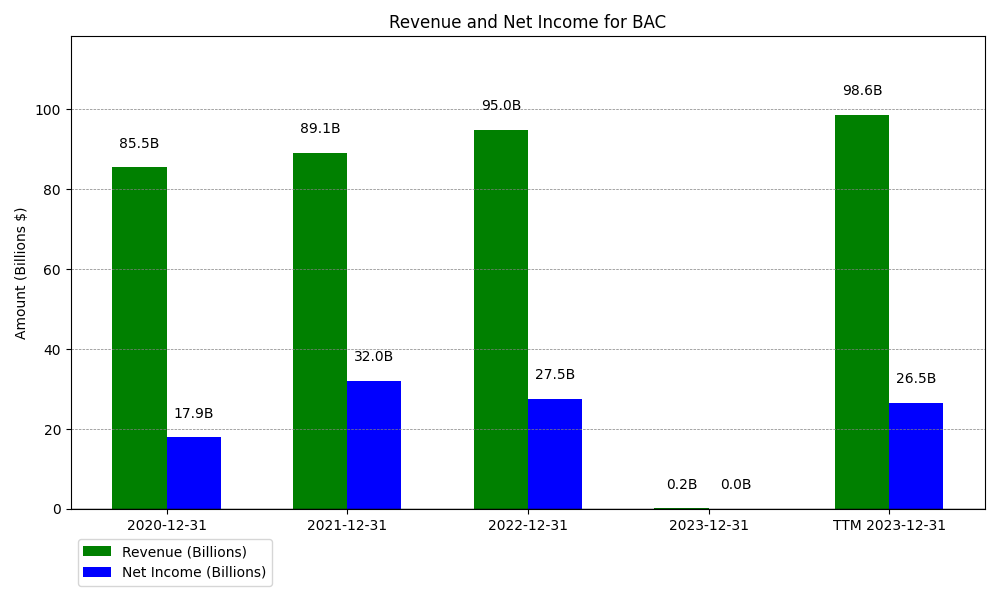 Revenue and Net Income for BAC
Amount (Billions $)
100
80
60
40
20
0
85.5B
17.9B
89.1B
32.0B
95.0B
27.5B
0.2B
0.0B
98.6B
26.5B
2020-12-31
2021-12-31
2022-12-31
2023-12-31
TTM 2023-12-31
Revenue (Billions)
Net Income (Billions)